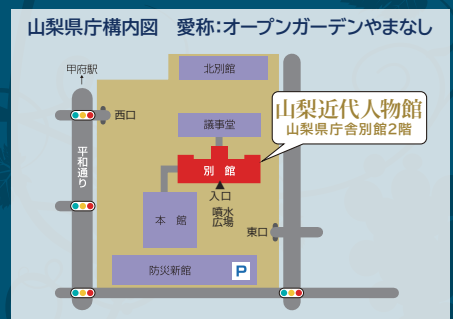 山梨県庁構内図　愛称:オープンガーデンやまなし
甲府駅
↑
北別館
西口
議事堂
山梨近代人物館
山梨県庁舎別館2階
平和通り
別館
入口
噴水
広場
本館
東口
防災新館
P